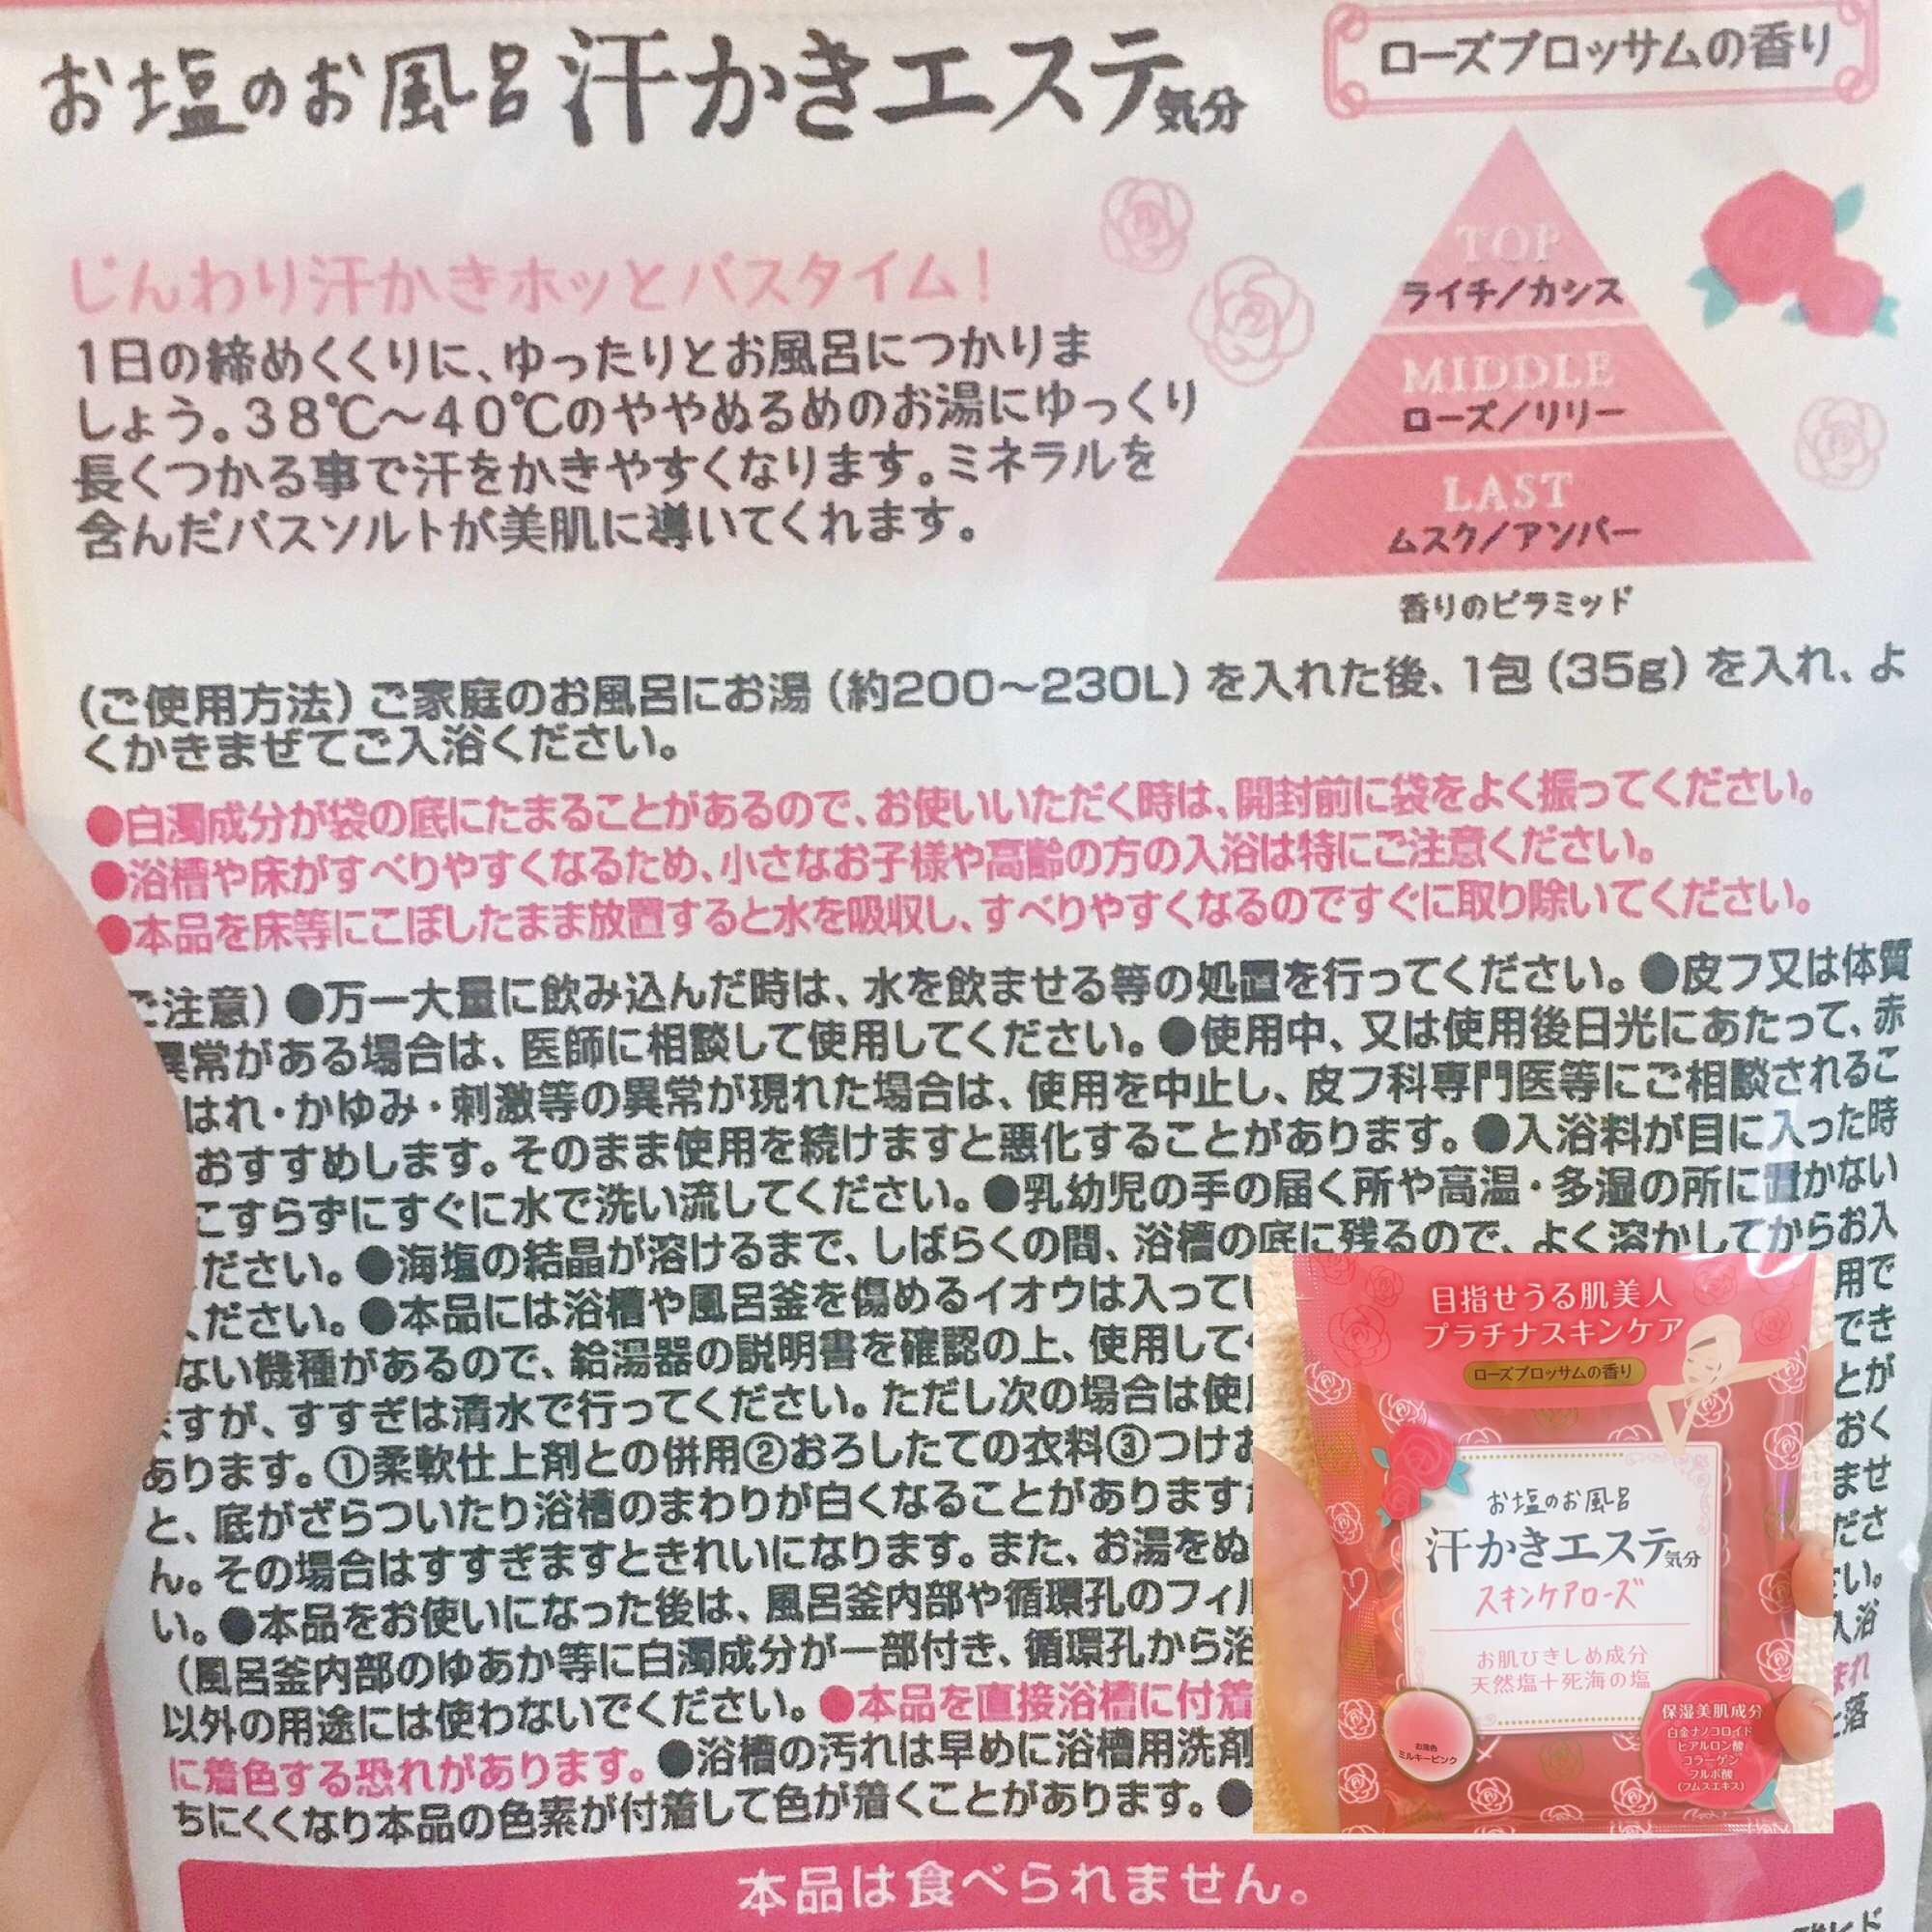 お塩のお風呂 汗かきエステ気分
ローズブロッサムの香り
じんわり汗かきホッとバスタイム!
1日の締めくくりに、ゆったりとお風呂につかりま
しょう。38℃～40℃のややぬるめのお湯にゆっくり
長くつかる事で汗をかきやすくなります。ミネラルを
含んだバスソルトが美肌に導いてくれます。
TOP
ライチ/カシス
MIDDLE
ローズ/リリー
LAST
ムスク/アンバー
香りのピラミッド
(ご使用方法)ご家庭のお風呂にお湯(約200～230L)を入れた後、1包(35g)を入れ、よ
くかきまぜてご入浴ください。
●白濁成分が袋の底にたまることがあるので、お使いいただく時は、開封前に袋をよく振ってください。
●浴槽や床がすべりやすくなるため、小さなお子様や高齢の方の入浴は特にご注意ください。
●本品を床等にこぼしたまま放置すると水を吸収し、すべりやすくなるのですぐに取り除いてください。
ご注意)●万一大量に飲み込んだ時は、水を飲ませる等の処置を行ってください。●皮フ又は体質
異常がある場合は、医師に相談して使用してください。●使用中、又は使用後日光にあたって、赤
はれ・かゆみ・刺激等の異常が現れた場合は、使用を中止し、皮フ科専門医等にご相談されるこ
おすすめします。そのまま使用を続けますと悪化することがあります。●入浴料が目に入った時
こすらずにすぐに水で洗い流してください。●乳幼児の手の届く所や高温・多湿の所に置かない
ださい。●海塩の結晶が溶けるまで、しばらくの間、浴槽の底に残るので、よく溶かしてからお入
ください。●本品には浴槽や風呂釜を傷めるイオウは入って 用で
ない機種があるので、給湯器の説明書を確認の上、使用して でき
ますが、すすぎは清水で行ってください。ただし次の場合は使 とが
あります。①柔軟仕上剤との併用②おろしたての衣料③つけお おく
と、底がざらついたり浴槽のまわりが白くなることがあります ませ
ん。その場合はすすぎますときれいになります。また、お湯をぬ ださ
い。●本品をお使いになった後は、風呂釜内部や循環孔のフィル い。
(風呂釜内部のゆあか等に白濁成分が一部付き、循環孔から浴 入浴
以外の用途には使わないでください。●本品を直接浴槽に付着 まれ
に着色する恐れがあります。●浴槽の汚れは早めに浴槽用洗剤 落
ちにくくなり本品の色素が付着して色が着くことがあります。●
本品は食べられません。
目指せうる肌美人
プラチナスキンケア
ローズブロッサムの香り
お塩のお風呂
汗かきエステ気分
スキンケアローズ
お肌ひきしめ成分
天然塩+死海の塩
お湯色
ミルキーピンク
保湿美肌成分
白金ナノコロイド
ヒアルロン酸
コラーゲン
フルボ酸
(フムスエキス)